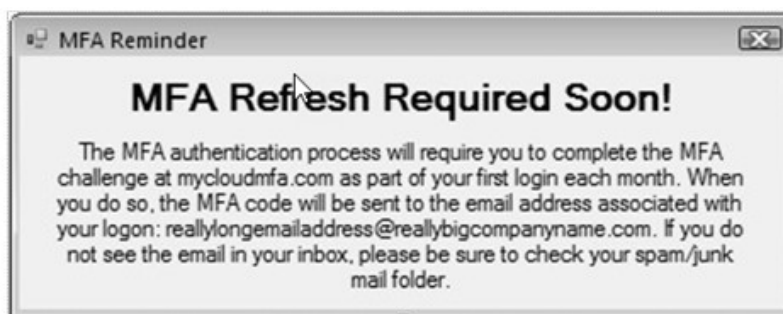 MFA Reminder
MFA Refresh Required Soon!
The MFA authentication process will require you to complete the MFA
challenge at mycloudmfa.com as part of your first login each month. When
you do so, the MFA code will be sent to the email address associated with
your logon: reallylongemailaddress@reallybigcompanyname.com. If you do
not see the email in your inbox, please be sure to check your spam/junk
mail folder.